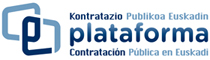 Kontratazio Publikoa Euskadin
plataforma
Contratación Pública en Euskadi